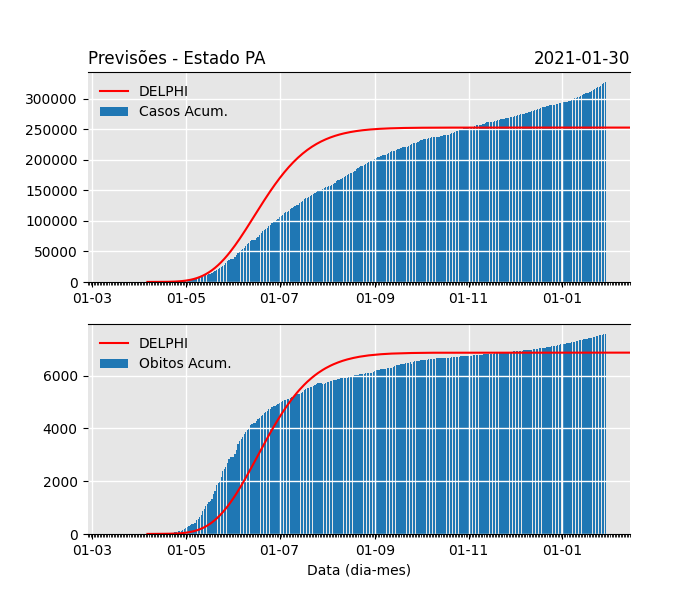 Previsões - Estado PA 2021-01-30
DELPHI
Casos Acum.
300000
250000
200000
150000
100000
50000
0
01-03 01-05 01-07 01-09 01-11 01-01
DELPHI
Obitos Acum.
6000
4000
2000
0
01-03 01-05 01-07 01-09 01-11 01-01
Data (dia-mes)